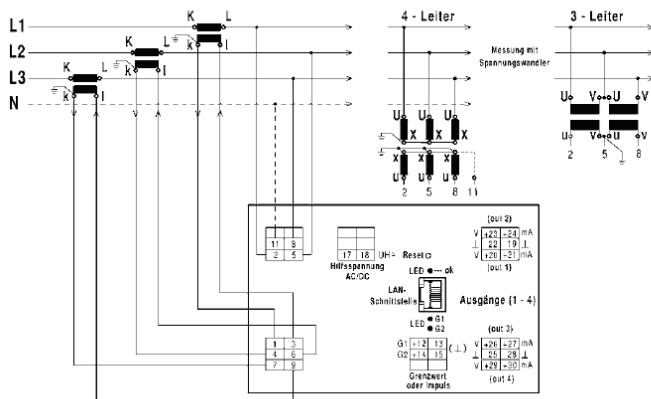 L1
L2
L3
N
K L
k l
K L
k l
K L
k l
4 - Leiter
3 - Leiter
Messung mit
Spannungswandler
U U U
X X X
X X X
U U U
2 5 8 11
U V U V
u v u v
2 5 8
11 8
2 5
17 18 UH= Reset
Hilfsspannung
AC/DC
LED --- ok
LAN-
Schnittstelle
LED G1
G2
G1 +12 13 (⊥)
G2 +14 15
Grenzwert
oder Impuls
(out 2)
V +23 +24 mA
⊥ 22 19 ⊥
V +20 +21 mA
(out 1)
Ausgänge (1 - 4)
(out 3)
V +26 +27 mA
⊥ 25 28 ⊥
V +29 +30 mA
(out 4)
1 3
4 6
7 9